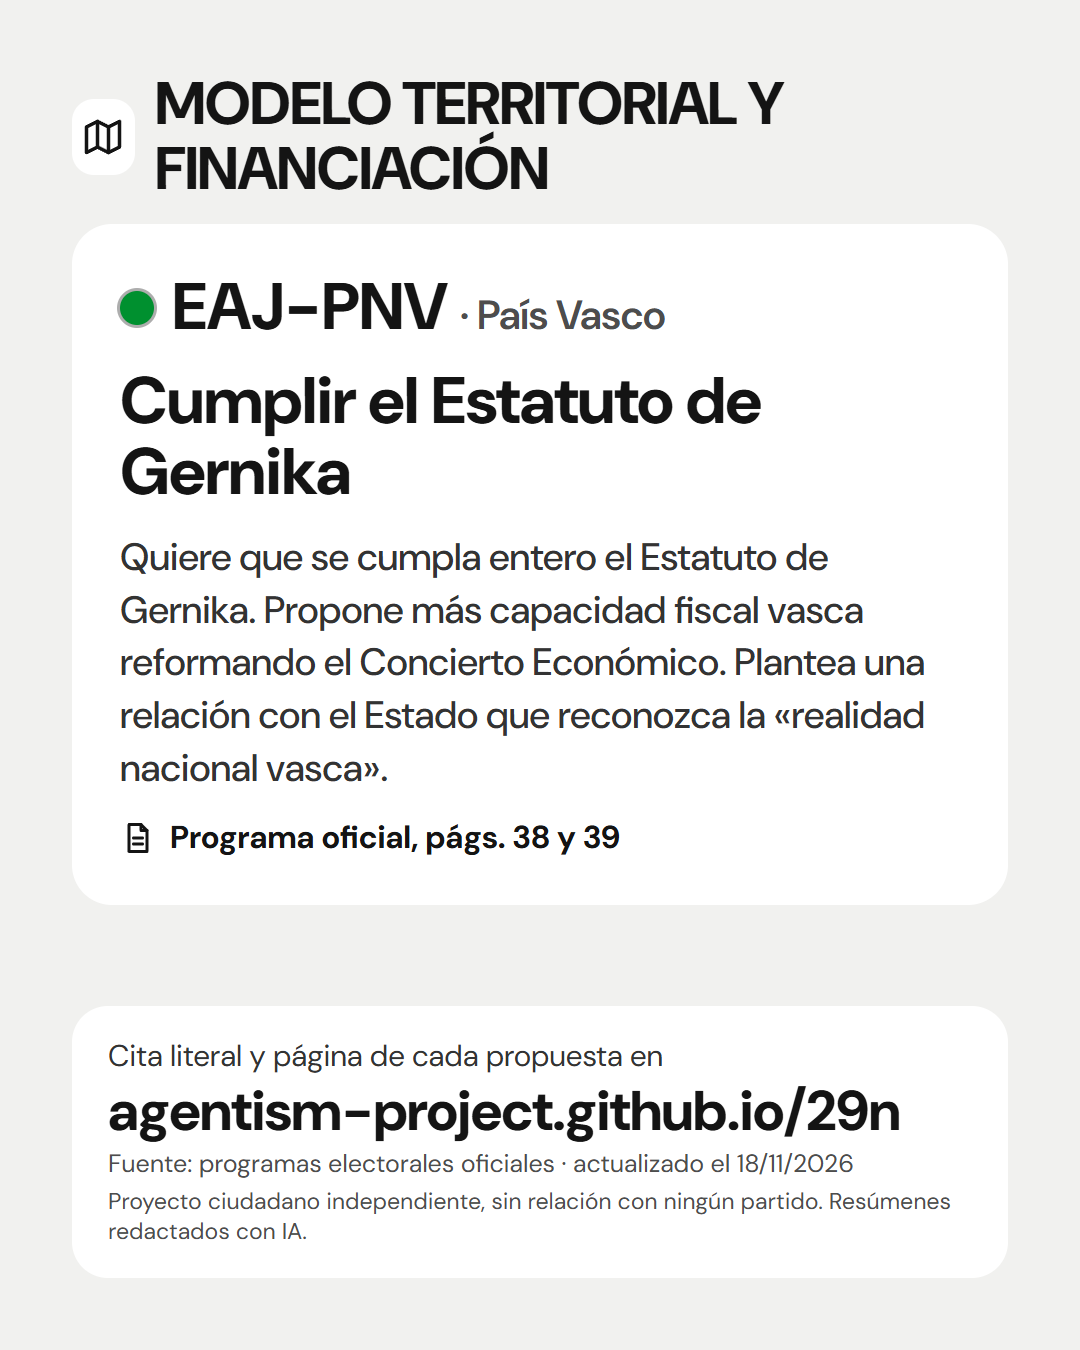 MODELO TERRITORIAL Y
FINANCIACIÓN
EAJ-PNV · País Vasco
Cumplir el Estatuto de
Gernika
Quiere que se cumpla entero el Estatuto de
Gernika. Propone más capacidad fiscal vasca
reformando el Concierto Económico. Plantea una
relación con el Estado que reconozca la «realidad
nacional vasca».
Programa oficial, págs. 38 y 39
Cita literal y página de cada propuesta en
agentism-project.github.io/29n
Fuente: programas electorales oficiales · actualizado el 18/11/2026
Proyecto ciudadano independiente, sin relación con ningún partido. Resúmenes
redactados con IA.